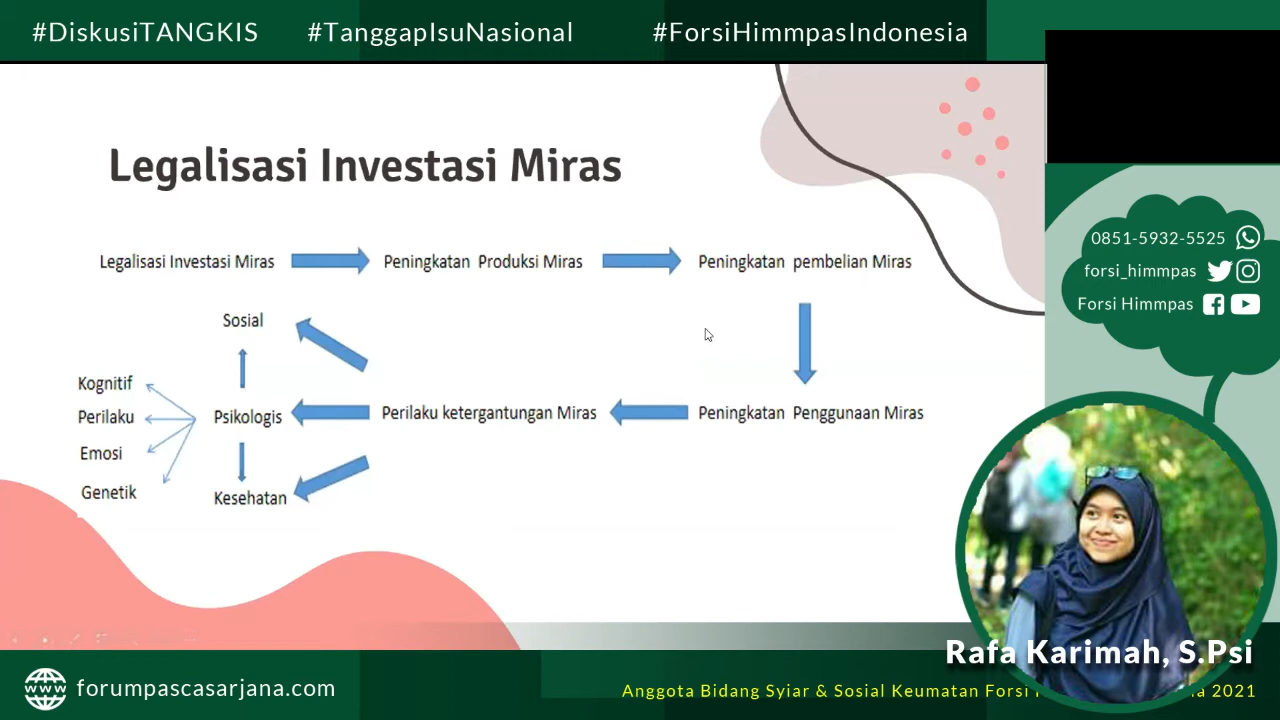 #DiskusiTANGKIS #TanggapIsuNasional #ForsiHimmpasIndonesia
Legalisasi Investasi Miras
Legalisasi Investasi Miras Peningkatan Produksi Miras Peningkatan pembelian Miras
Sosial
Kognitif
Perilaku Psikologis Perilaku ketergantungan Miras Peningkatan Penggunaan Miras
Emosi
Genetik Kesehatan
0851-5932-5525
forsi_himmpas
Forsi Himmpas
Rafa Karimah, S.Psi
www forumpascasarjana.com
Anggota Bidang Syiar & Sosial Keumatan Forsi 2021